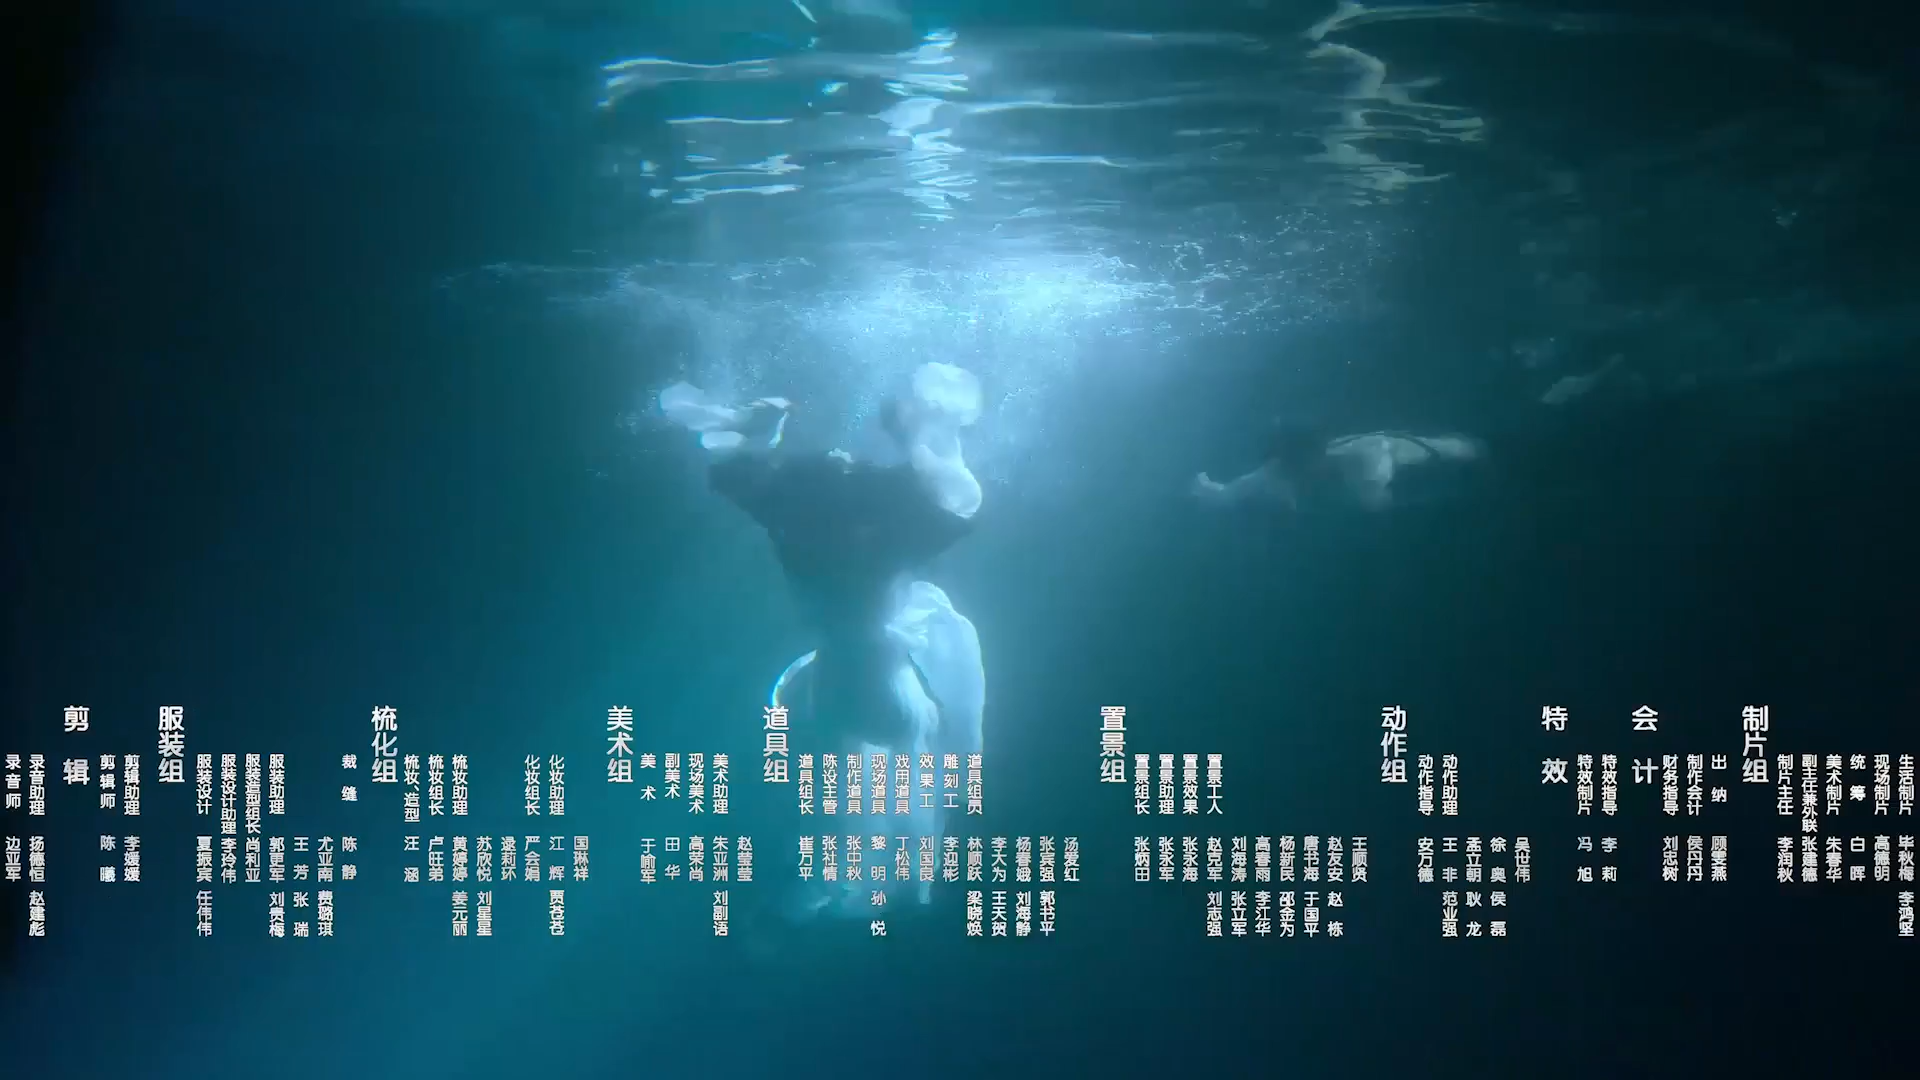 录音师 边亚军
录音助理 扬德恒 赵建彪
剪辑
剪辑师 陈曦
剪辑助理 李媛媛
服装组
服装设计 夏振宾 任伟伟
服装设计助理 李玲伟
服装造型组长 尚利亚
服装助理 郭更军 刘贵梅
王芳 张瑞
尤亚南 费璐琪
裁缝 陈静
梳化组
梳妆、造型 汪涵
梳妆组长 卢旺弟
梳妆助理 黄婷婷 姜元丽
苏欣悦 刘星星
逯莉环
化妆组长 严会娟
化妆助理 江辉 贾苍苍
国琳祥
美术组
美术 于喻军
副美术 田华
现场美术 高荣尚
美术助理 朱亚洲 刘副语
赵莹莹
道具组
道具组长 崔万平
陈设主管 张社情
制作道具 张中秋
现场道具 黎明 孙悦
戏用道具 丁松伟
效果工 刘国良
雕刻工 李迎彬
道具组员 林顺跃 梁晓焕
李大为 王天贺
杨春娥 刘海静
张宾强 郭书平
汤爱红
置景组
置景组长 张炳田
置景助理 张永军
置景效果 张永海
置景工人 赵克军 刘志强
刘海涛 张立军
高春雨 李江华
杨新民 邵金为
唐书海 于国平
赵友安 赵栋
王顺贤
动作组
动作指导 安万德
动作助理 王非 范业强
孟立朝 耿龙
徐奥 侯磊
吴世伟
特效
特效制片 冯旭
特效指导 李莉
会计
财务指导 刘忠树
制作会计 侯丹丹
出纳 顾雯燕
制片组
制片主任 李润秋
副主任兼外联 张建德
美术制片 朱春华
统筹 白晖
现场制片 高德明
生活制片 毕秋梅 李鸿坚